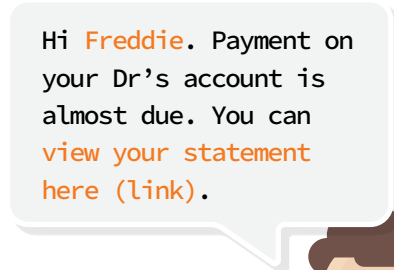 Hi Freddie. Payment on
your Dr’s account is
almost due. You can
view your statement
here (link).